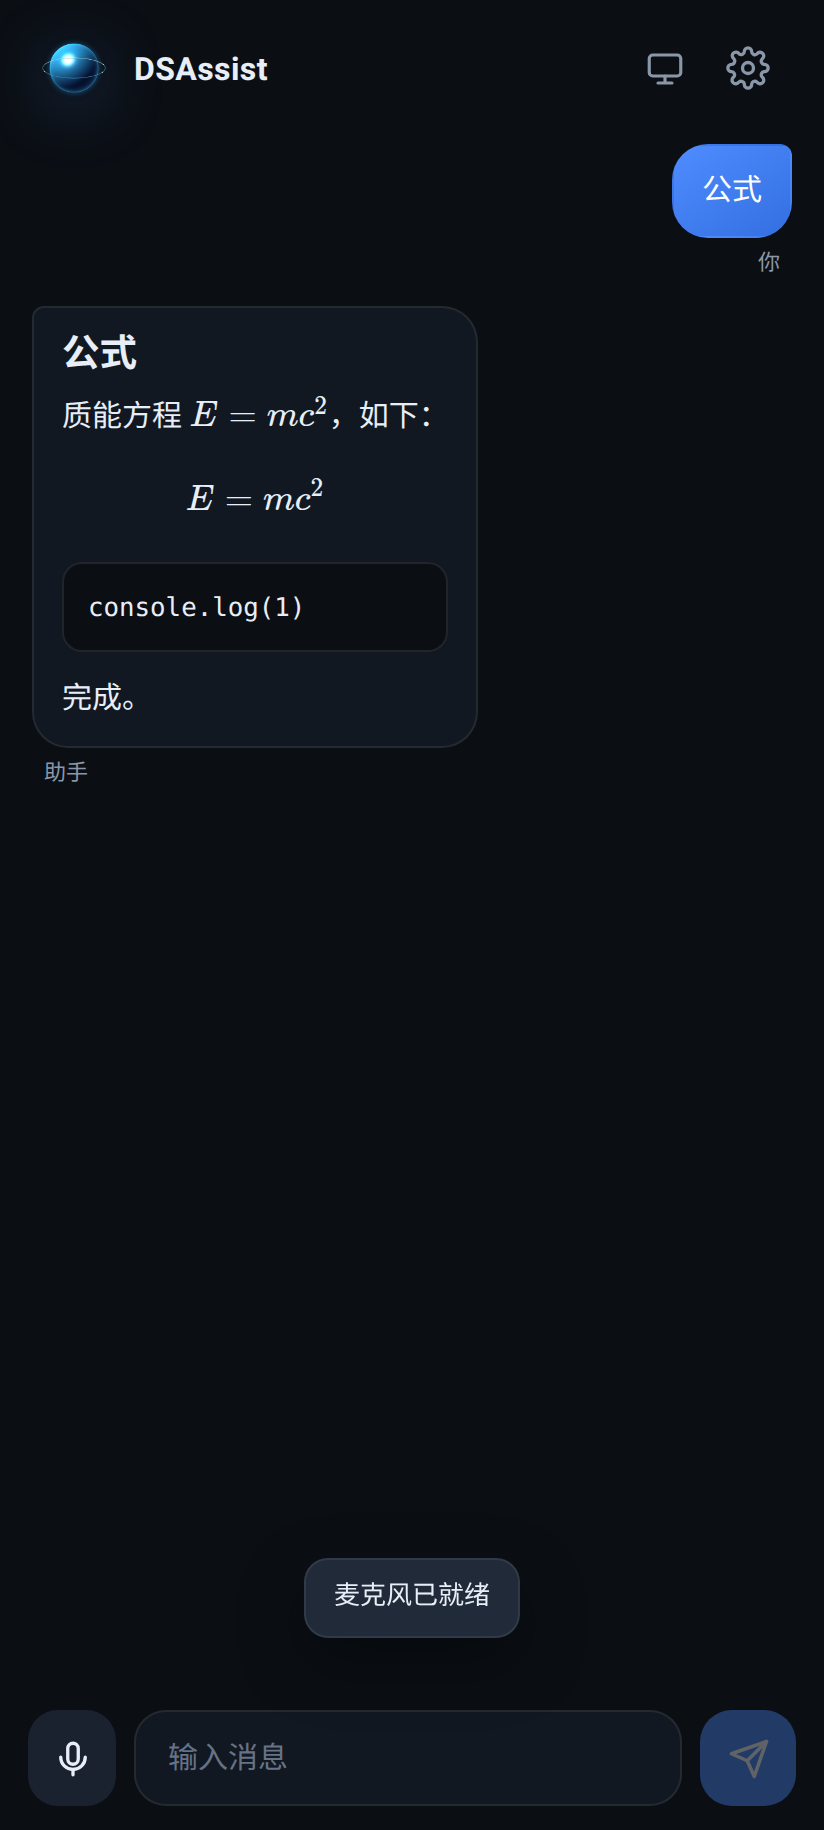 DSAssist
公式
你
公式
质能方程 E = mc²，如下：
E = mc²
console.log(1)
完成。
助手
麦克风已就绪
输入消息